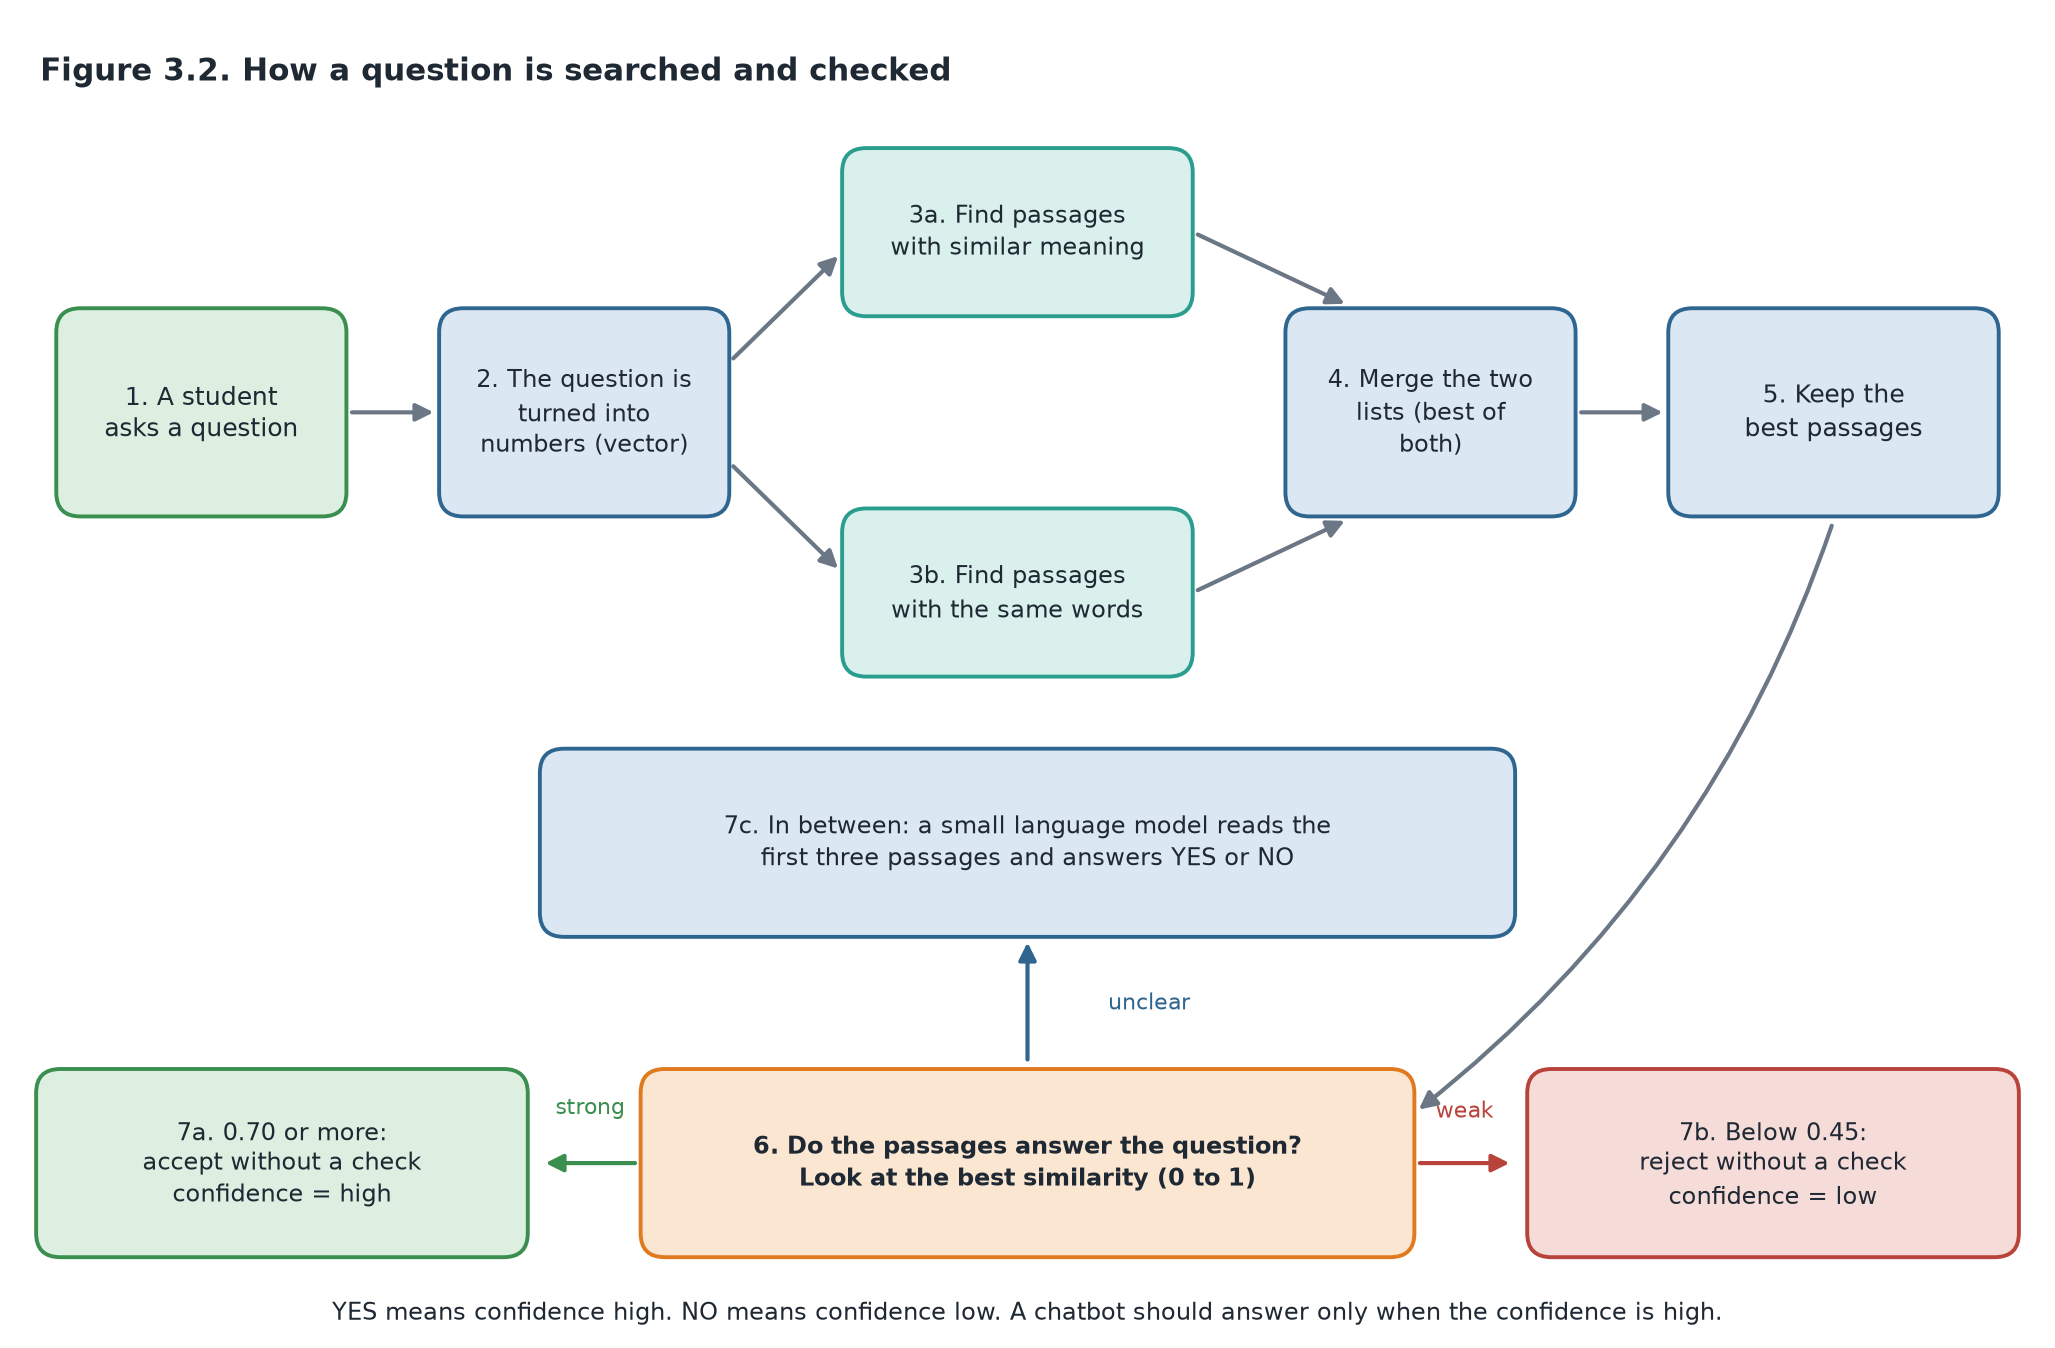 Figure 3.2. How a question is searched and checked
1. A student
asks a question
2. The question is
turned into
numbers (vector)
3a. Find passages
with similar meaning
3b. Find passages
with the same words
4. Merge the two
lists (best of
both)
5. Keep the
best passages
7c. In between: a small language model reads the
first three passages and answers YES or NO
unclear
7a. 0.70 or more:
accept without a check
confidence = high
strong
6. Do the passages answer the question?
Look at the best similarity (0 to 1)
weak
7b. Below 0.45:
reject without a check
confidence = low
YES means confidence high. NO means confidence low. A chatbot should answer only when the confidence is high.